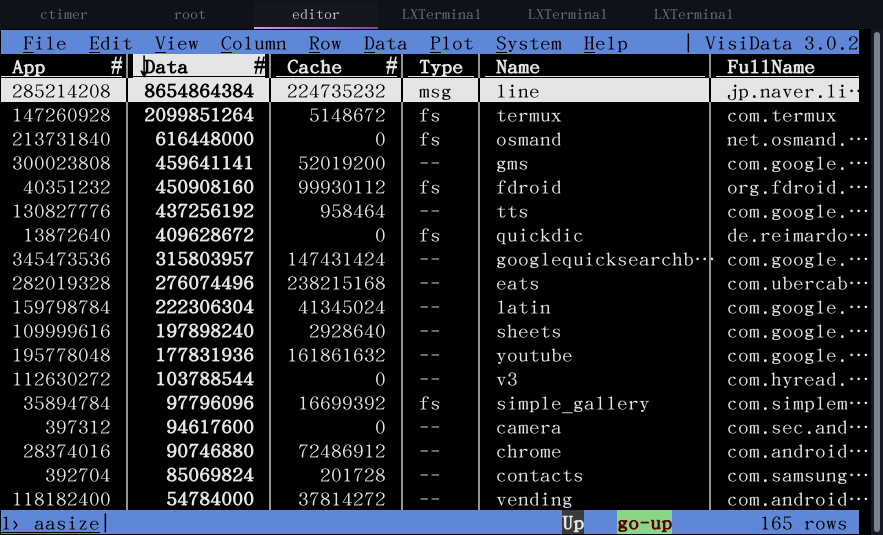 ctimer root editor LXTerminal LXTerminal LXTerminal
File Edit View Column Row Data Plot System Help | VisiData 3.0.2
App # Data # Cache # Type Name FullName
285214208 8654864384 224735232 msg line jp.naver.li…
147260928 2099851264 5148672 fs termux com.termux
213731840 616448000 0 fs osmand net.osmand.…
300023808 459641141 52019200 -- gms com.google.…
40351232 450908160 99930112 fs fdroid org.fdroid.…
130827776 437256192 958464 -- tts com.google.…
13872640 409628672 0 fs quickdic de.reimardo…
345473536 315803957 147431424 -- googlequicksearchb… com.google.…
282019328 276074496 238215168 -- eats com.ubercab…
159798784 222306304 41345024 -- latin com.google.…
109999616 197898240 2928640 -- sheets com.google.…
195778048 177831936 161861632 -- youtube com.google.…
112630272 103788544 0 -- v3 com.hyread.…
35894784 97796096 16699392 fs simple_gallery com.simplem…
397312 94617600 0 -- camera com.sec.and…
28374016 90746880 72486912 -- chrome com.android…
392704 85069824 201728 -- contacts com.samsung…
118182400 54784000 37814272 -- vending com.android…
1› aasize| Up go-up 165 rows